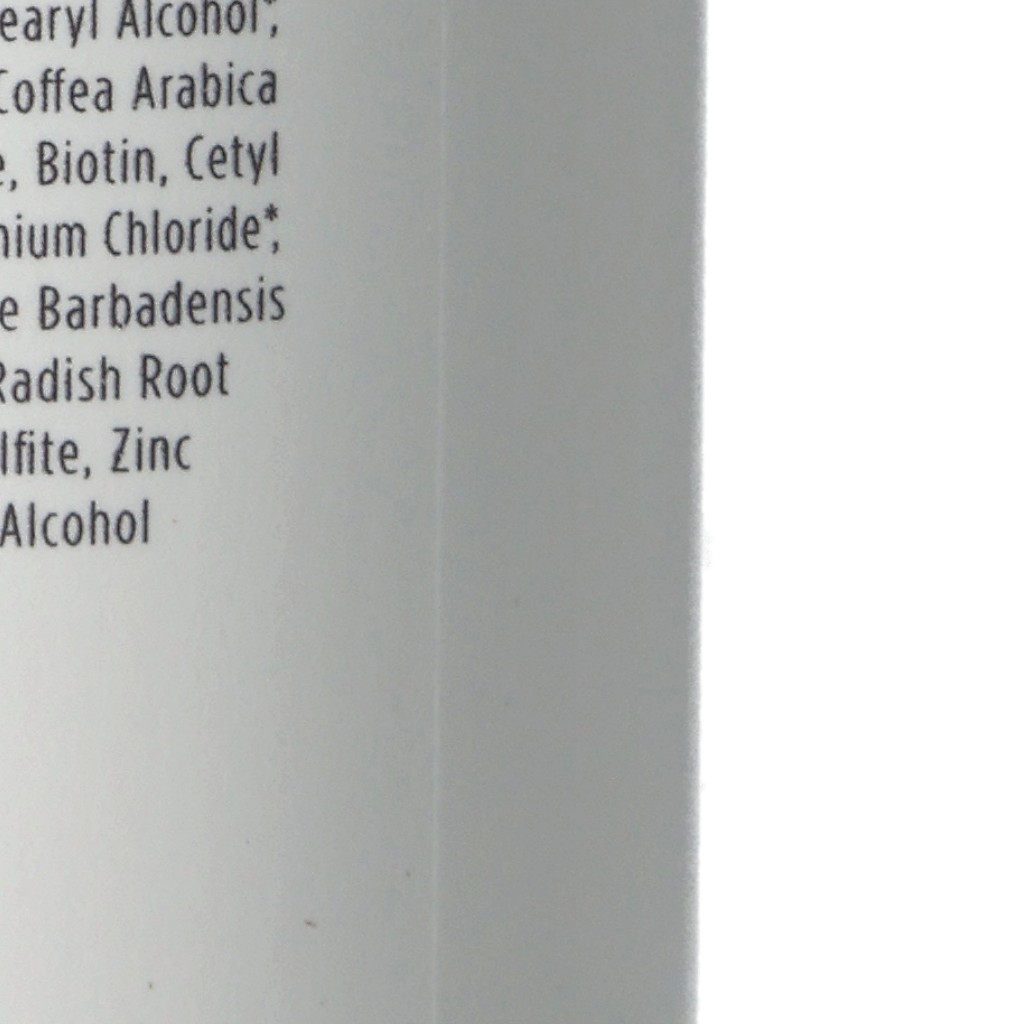 earyl Alcohol*,
Coffea Arabica
e, Biotin, Cetyl
nium Chloride*,
e Barbadensis
Radish Root
lfite, Zinc
Alcohol